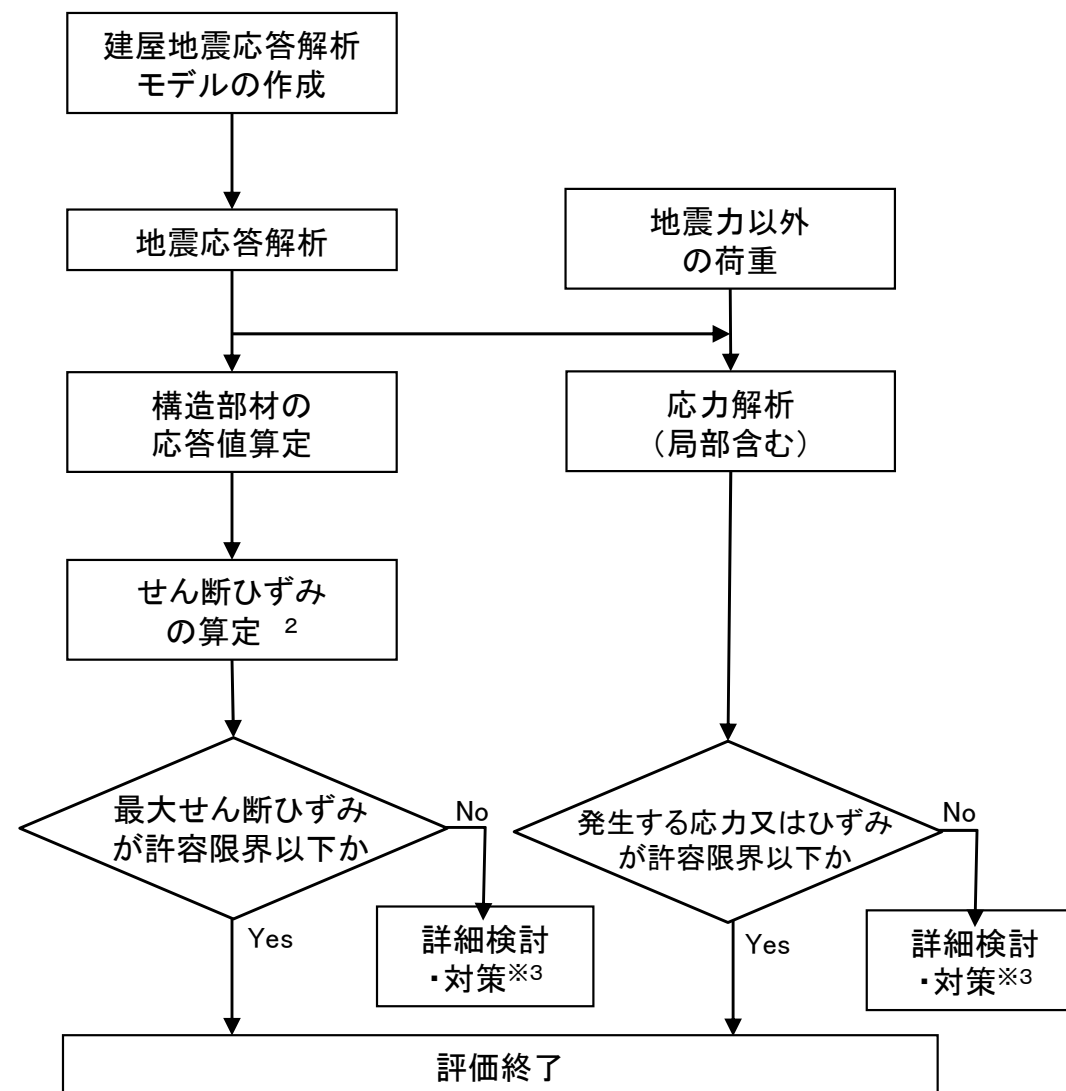 建屋地震応答解析
モデルの作成
地震応答解析
地震力以外
の荷重
構造部材の
応答値算定
応力解析
（局部含む）
せん断ひずみ
の算定 2
最大せん断ひずみ
が許容限界以下か
No
発生する応力又はひずみ
が許容限界以下か
No
Yes
詳細検討
・対策※3
Yes
詳細検討
・対策※3
評価終了